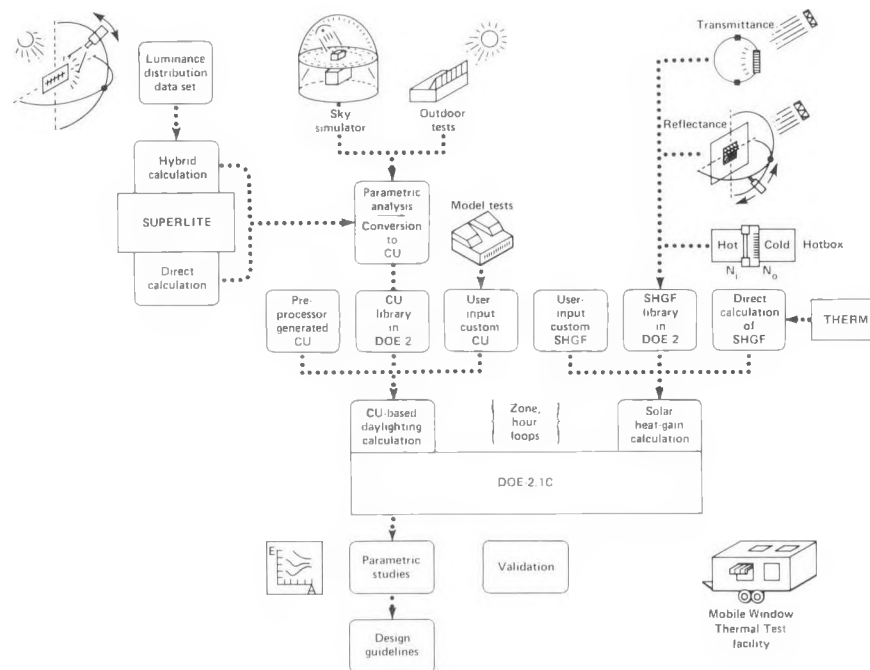 Luminance
distribution
data set
Sky
simulator
Outdoor
tests
Transmittance
Reflectance
Hybrid
calculation
SUPERLITE
Direct
calculation
Parametric
analysis
Conversion
to
CU
Model tests
Hot
Cold
Hotbox
Ni
No
Pre-
processor
generated
CU
CU
library
in
DOE 2
User
input
custom
CU
User-
input
custom
SHGF
SHGF
library
in
DOE 2
Direct
calculation
of
SHGF
THERM
CU-based
daylighting
calculation
Zone,
hour
loops
Solar
heat-gain
calculation
DOE-2.1C
E
A
Parametric
studies
Validation
Design
guidelines
Mobile Window
Thermal Test
facility